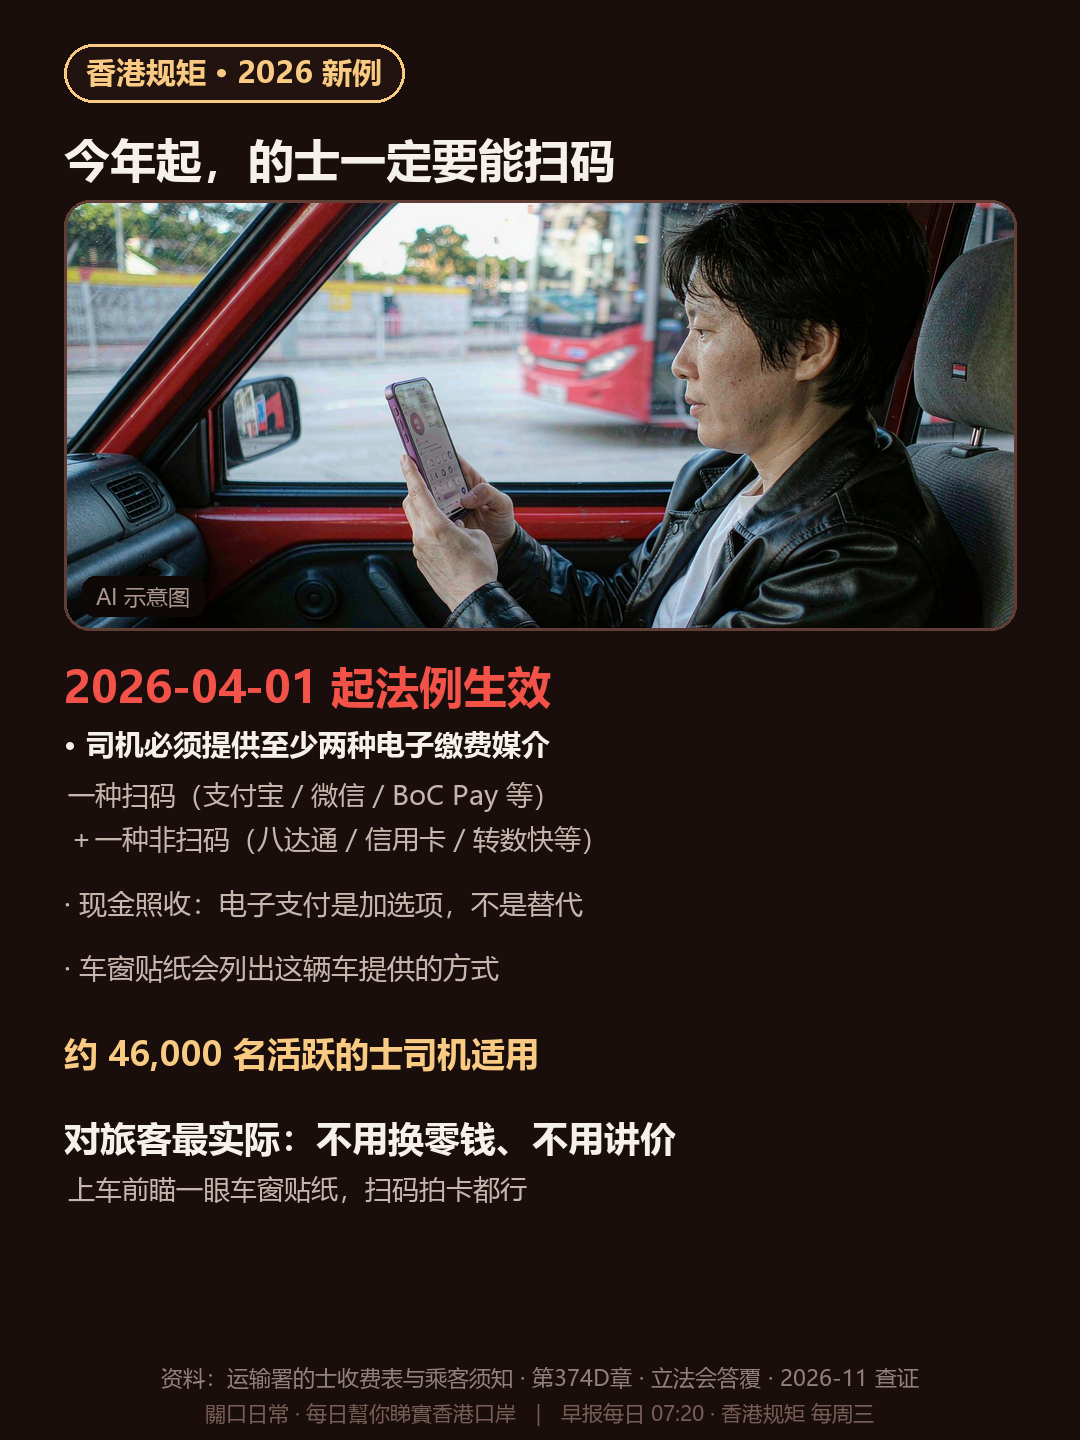 香港规矩 • 2026 新例
今年起，的士一定要能扫码
AI 示意图
2026-04-01 起法例生效
• 司机必须提供至少两种电子缴费媒介
一种扫码（支付宝 / 微信 / BoC Pay 等）
+ 一种非扫码（八达通 / 信用卡 / 转数快等）
· 现金照收：电子支付是加选项，不是替代
· 车窗贴纸会列出这辆车提供的方式
约 46,000 名活跃的士司机适用
对旅客最实际：不用换零钱、不用讲价
上车前瞄一眼车窗贴纸，扫码拍卡都行
资料：运输署的士收费表与乘客须知 · 第374D章 · 立法会答覆 · 2026-11 查证
關口日常 · 每日幫你睇實香港口岸 ｜ 早报每日 07:20 · 香港规矩 每周三